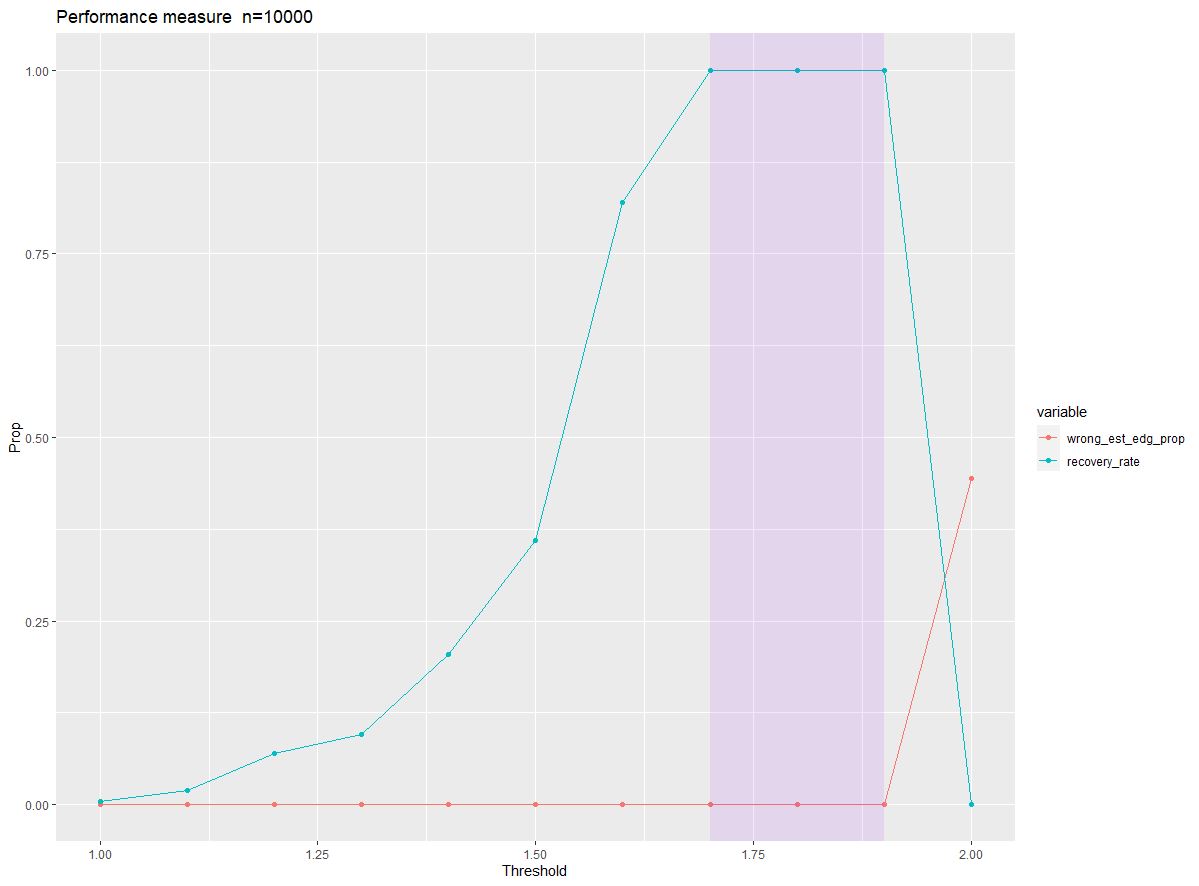 Performance measure  n=10000
1.00
0.75
0.50
0.25
0.00
Prop
1.00 1.25 1.50 1.75 2.00
Threshold
variable
wrong_est_edg_prop
recovery_rate